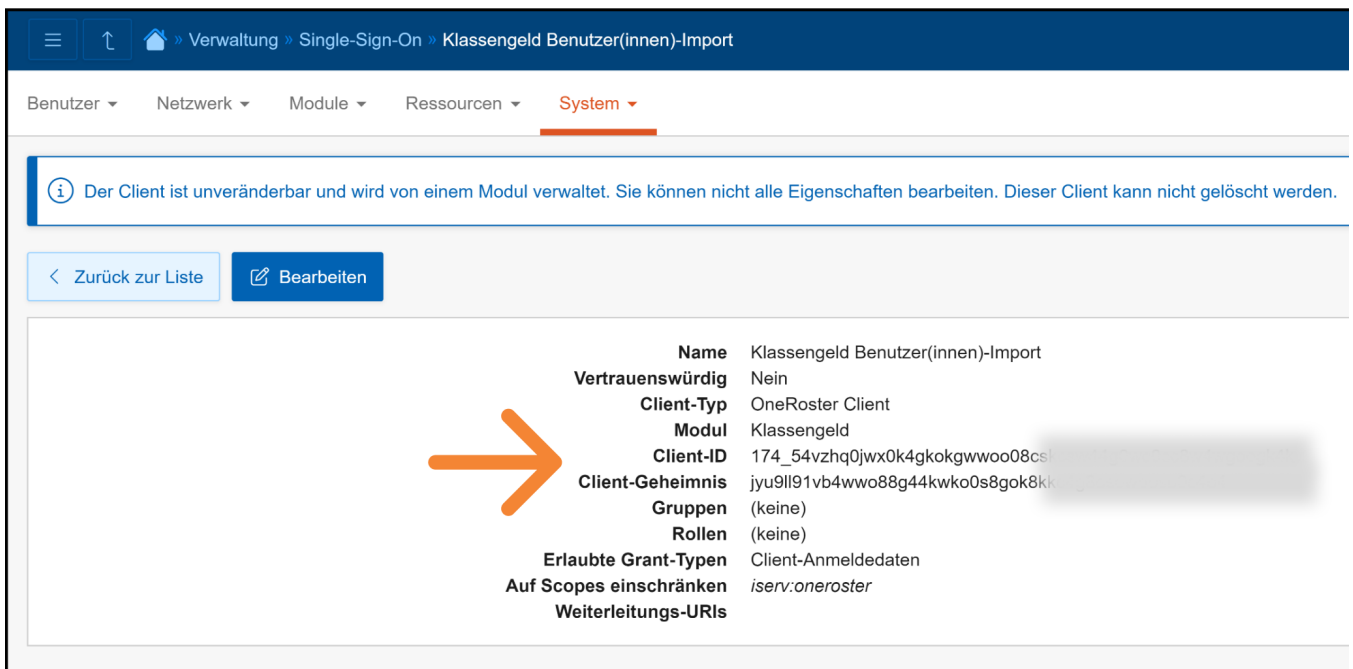 » Verwaltung » Single-Sign-On » Klassengeld Benutzer(innen)-Import
Benutzer Netzwerk Module Ressourcen System
Der Client ist unveränderbar und wird von einem Modul verwaltet. Sie können nicht alle Eigenschaften bearbeiten. Dieser Client kann nicht gelöscht werden.
Zurück zur Liste Bearbeiten
Name Klassengeld Benutzer(innen)-Import
Vertrauenswürdig Nein
Client-Typ OneRoster Client
Modul Klassengeld
Client-ID
Client-Geheimnis
Gruppen (keine)
Rollen (keine)
Erlaubte Grant-Typen Client-Anmeldedaten
Auf Scopes einschränken iserv:oneroster
Weiterleitungs-URIs